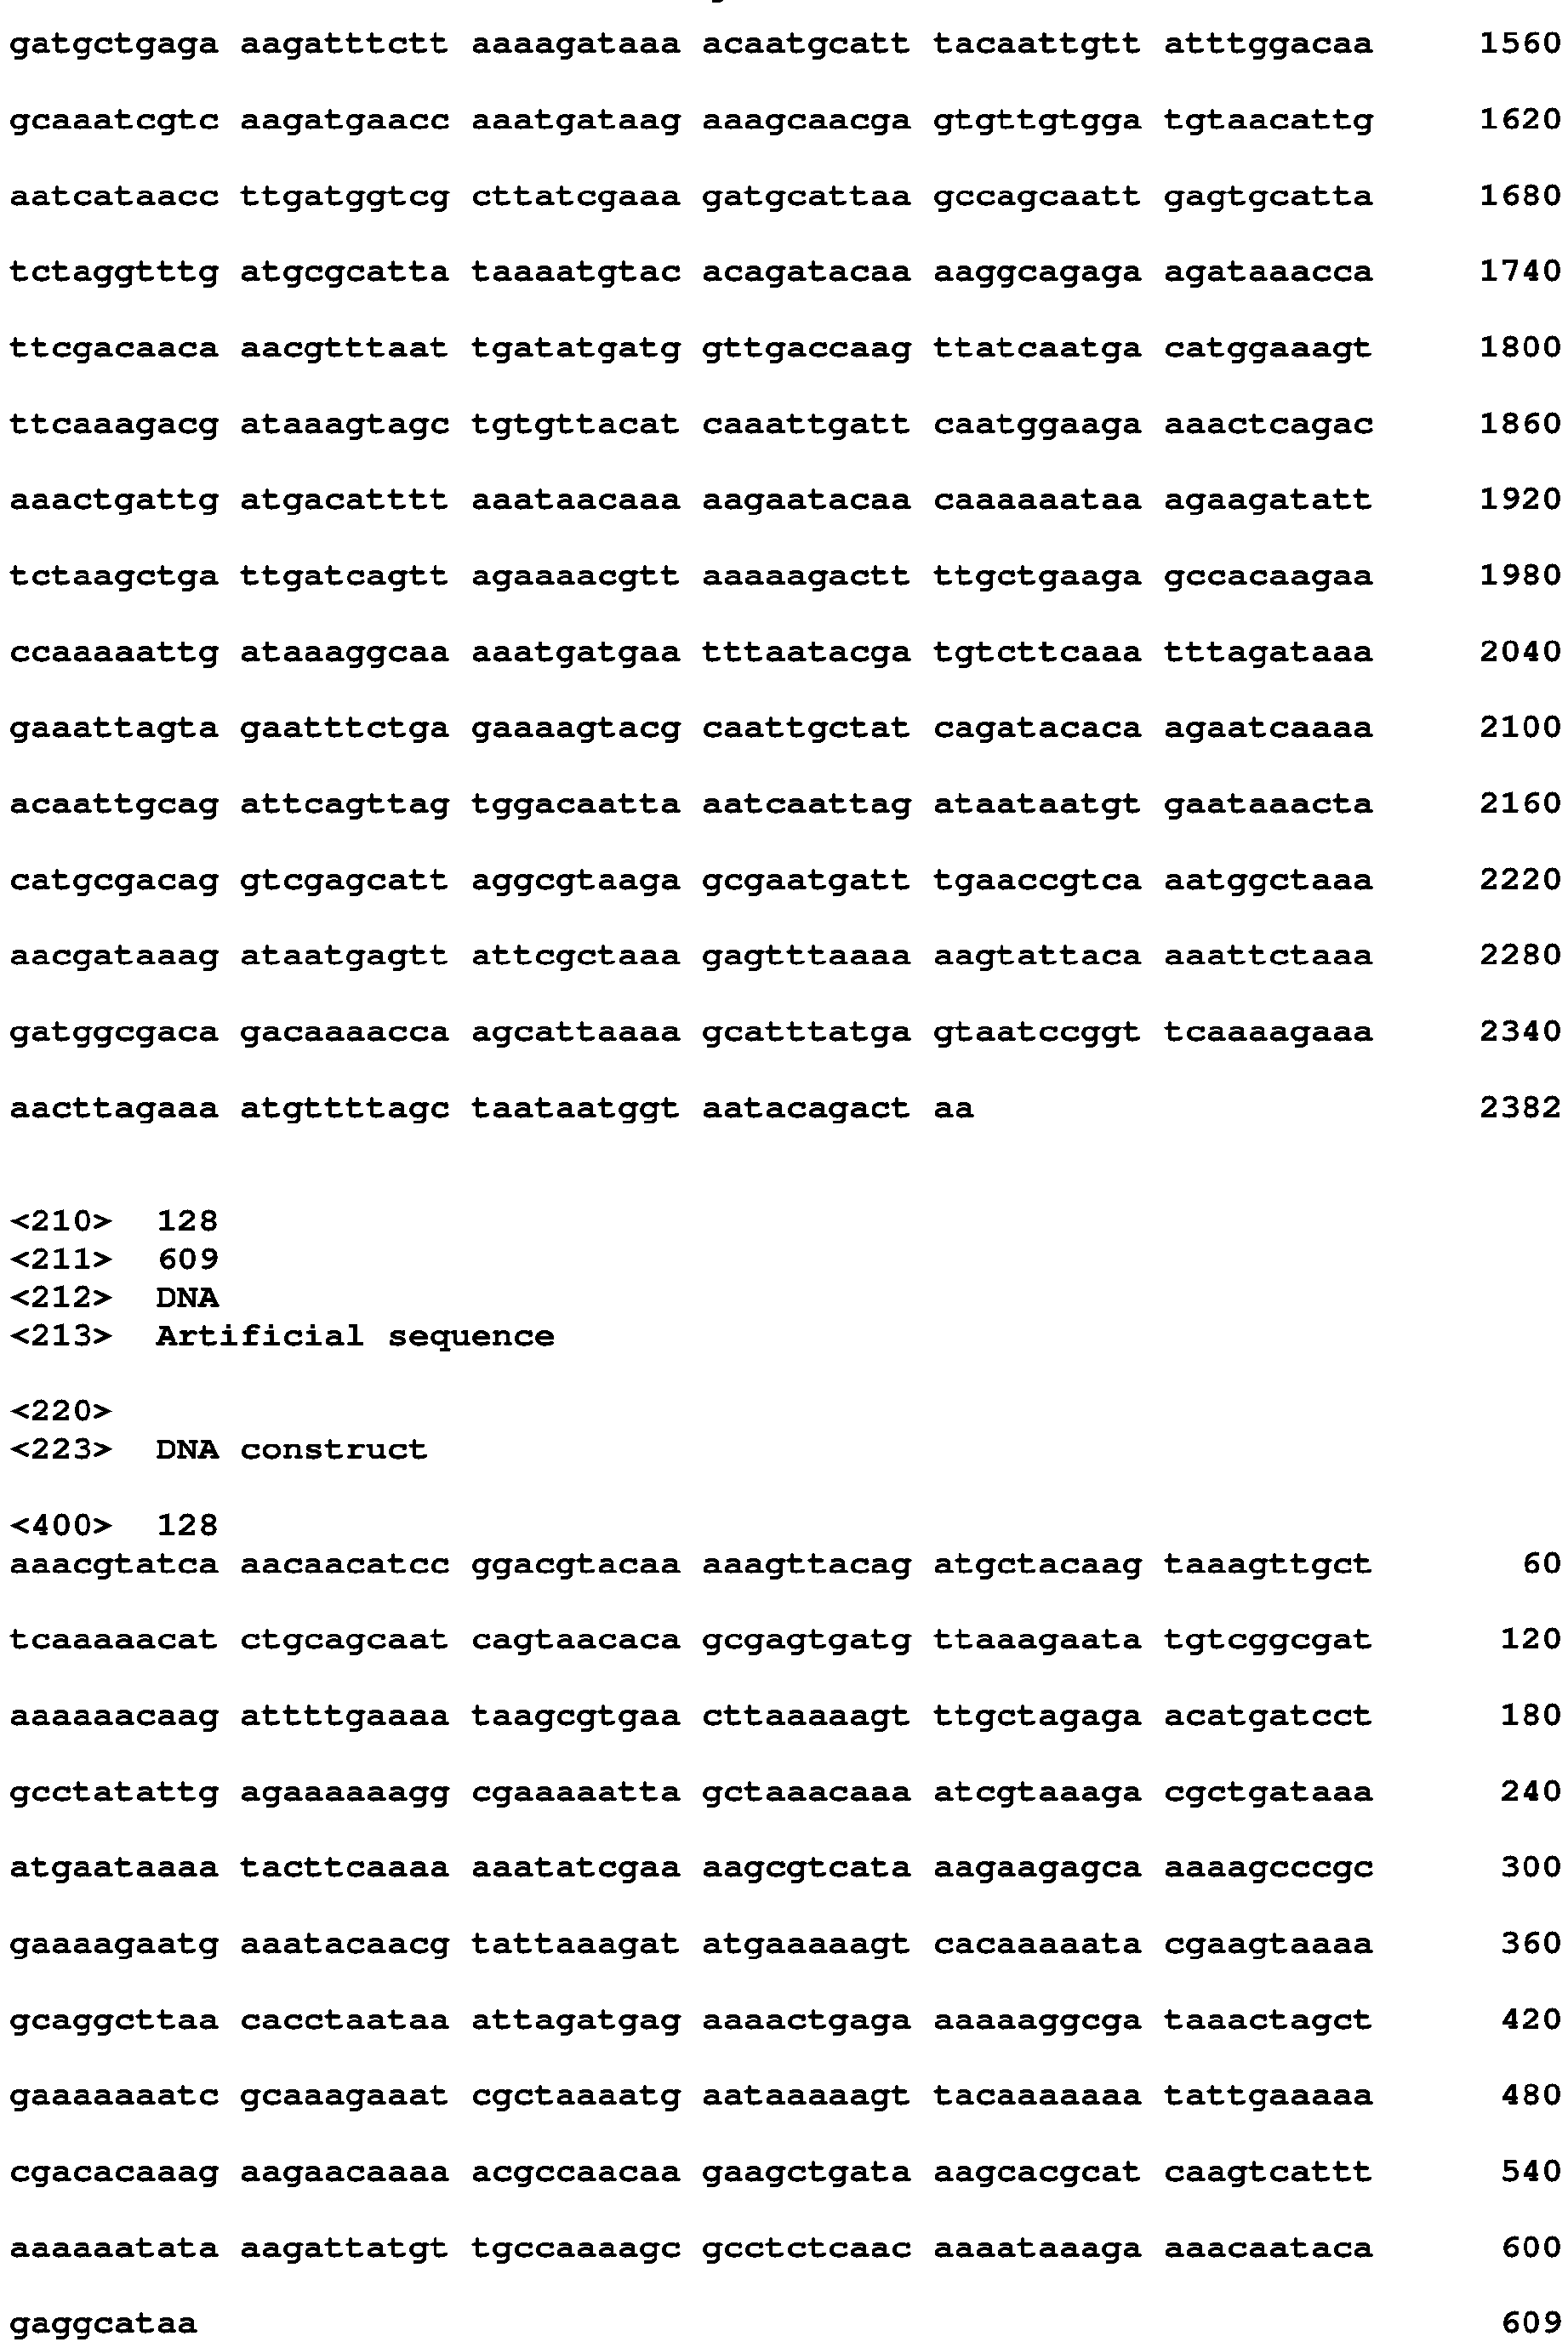 gatgctgaga aagatttctt aaaagataaa acaatgcatt tacaattgtt atttggacaa 1560
gcaaatcgtc aagatgaacc aaatgataag aaagcaacga gtgttgtgga tgtaacattg 1620
aatcataacc ttgatggtcg cttatcgaaa gatgcattaa gccagcaatt gagtgcatta 1680
tctaggtttg atgcgcatta taaaatgtac acagatacaa aaggcagaga agataaacca 1740
ttcgacaaca aacgtttaat tgatatgatg gttgaccaag ttatcaatga catggaaagt 1800
ttcaaagacg ataaagtagc tgtgttacat caaattgatt caatggaaga aaactcagac 1860
aaactgattg atgacatttt aaataacaaa aagaatacaa caaaaaataa agaagatatt 1920
tctaagctga ttgatcagtt agaaaacgtt aaaaagactt ttgctgaaga gccacaagaa 1980
ccaaaaattg ataaaggcaa aaatgatgaa tttaatacga tgtcttcaaa tttagataaa 2040
gaaattagta gaatttctga gaaaagtacg caattgctat cagatacaca agaatcaaaa 2100
acaattgcag attcagttag tggacaatta aatcaattag ataataatgt gaataaacta 2160
catgcgacag gtcgagcatt aggcgtaaga gcgaatgatt tgaaccgtca aatggctaaa 2220
aacgataaag ataatgagtt attcgctaaa gagtttaaaa aagtattaca aaattctaaa 2280
gatggcgaca gacaaaacca agcattaaaa gcatttatga gtaatccggt tcaaaagaaa 2340
aacttagaaa atgttttagc taataatggt aatacagact aa 2382
<210> 128
<211> 609
<212> DNA
<213> Artificial sequence
<220>
<223> DNA construct
<400> 128
aaacgtatca aacaacatcc ggacgtacaa aaagttacag atgctacaag taaagttgct 60
tcaaaaacat ctgcagcaat cagtaacaca gcgagtgatg ttaaagaata tgtcggcgat 120
aaaaaacaag attttgaaaa taagcgtgaa cttaaaaagt ttgctagaga acatgatcct 180
gcctatattg agaaaaaagg cgaaaaatta gctaaacaaa atcgtaaaga cgctgataaa 240
atgaataaaa tacttcaaaa aaatatcgaa aagcgtcata aagaagagca aaaagcccgc 300
gaaaagaatg aaatacaacg tattaaagat atgaaaaagt cacaaaaata cgaagtaaaa 360
gcaggcttaa cacctaataa attagatgag aaaactgaga aaaaaggcga taaactagct 420
gaaaaaaatc gcaaagaaat cgctaaaatg aataaaaagt tacaaaaaaa tattgaaaaa 480
cgacacaaag aagaacaaaa acgccaacaa gaagctgata aagcacgcat caagtcattt 540
aaaaaatata aagattatgt tgccaaaagc gcctctcaac aaaataaaga aaacaataca 600
gaggcataa 609